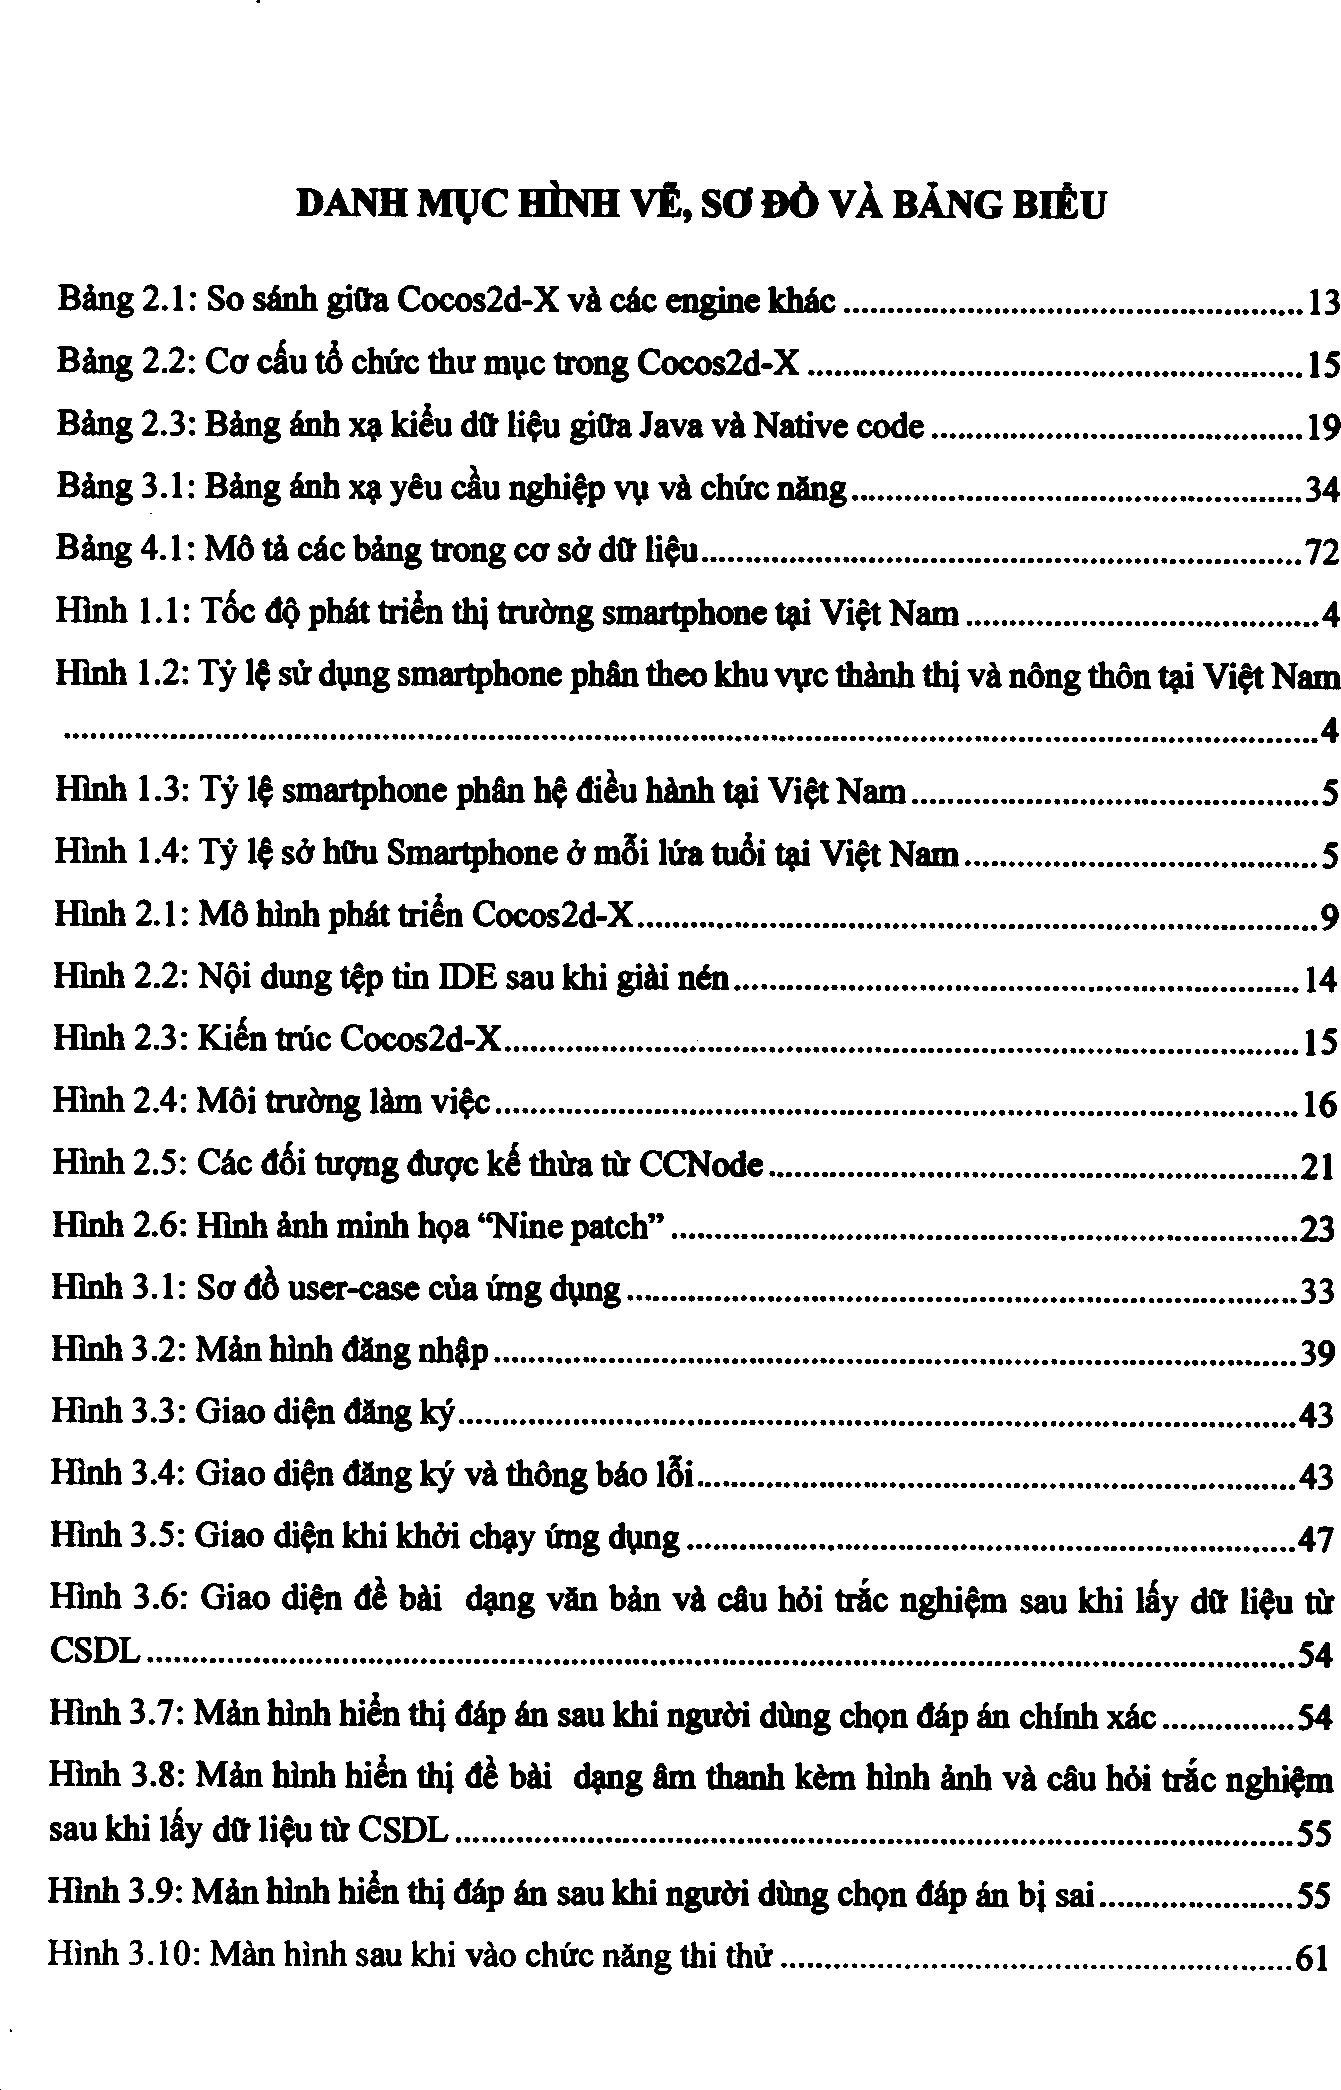 DANH MỤC HÌNH VẼ, SƠ ĐỒ VÀ BẢNG BIỂU
Bảng 2.1: So sánh giữa Cocos2d-X và các engine khác....................................................13
Bảng 2.2: Cơ cấu tổ chức thư mục trong Cocos2d-X........................................................15
Bảng 2.3: Bảng ánh xạ kiểu dữ liệu giữa Java và Native code..........................................19
Bảng 3.1: Bảng ánh xạ yêu cầu nghiệp vụ và chức năng...................................................34
Bảng 4.1: Mô tả các bảng trong cơ sở dữ liệu....................................................................72
Hình 1.1: Tốc độ phát triển thị trường smartphone tại Việt Nam........................................4
Hình 1.2: Tỷ lệ sử dụng smartphone phân theo khu vực thành thị và nông thôn tại Việt Nam
..............................................................................................................................................4
Hình 1.3: Tỷ lệ smartphone phân hệ điều hành tại Việt Nam..............................................5
Hình 1.4: Tỷ lệ sở hữu Smartphone ở mỗi lứa tuổi tại Việt Nam........................................5
Hình 2.1: Mô hình phát triển Cocos2d-X.............................................................................9
Hình 2.2: Nội dung tệp tin IDE sau khi giải nén................................................................14
Hình 2.3: Kiến trúc Cocos2d-X..........................................................................................15
Hình 2.4: Môi trường làm việc...........................................................................................16
Hình 2.5: Các đối tượng được kế thừa từ CCNode............................................................21
Hình 2.6: Hình ảnh minh họa “Nine patch”.......................................................................23
Hình 3.1: Sơ đồ user-case của ứng dụng............................................................................33
Hình 3.2: Màn hình đăng nhập...........................................................................................39
Hình 3.3: Giao diện đăng ký...............................................................................................43
Hình 3.4: Giao diện đăng ký và thông báo lỗi....................................................................43
Hình 3.5: Giao diện khi khởi chạy ứng dụng.....................................................................47
Hình 3.6: Giao diện đề bài dạng văn bản và câu hỏi trắc nghiệm sau khi lấy dữ liệu từ
CSDL..................................................................................................................................54
Hình 3.7: Màn hình hiển thị đáp án sau khi người dùng chọn đáp án chính xác...............54
Hình 3.8: Màn hình hiển thị đề bài dạng âm thanh kèm hình ảnh và câu hỏi trắc nghiệm
sau khi lấy dữ liệu từ CSDL...............................................................................................55
Hình 3.9: Màn hình hiển thị đáp án sau khi người dùng chọn đáp án bị sai......................55
Hình 3.10: Màn hình sau khi vào chức năng thi thử..........................................................61